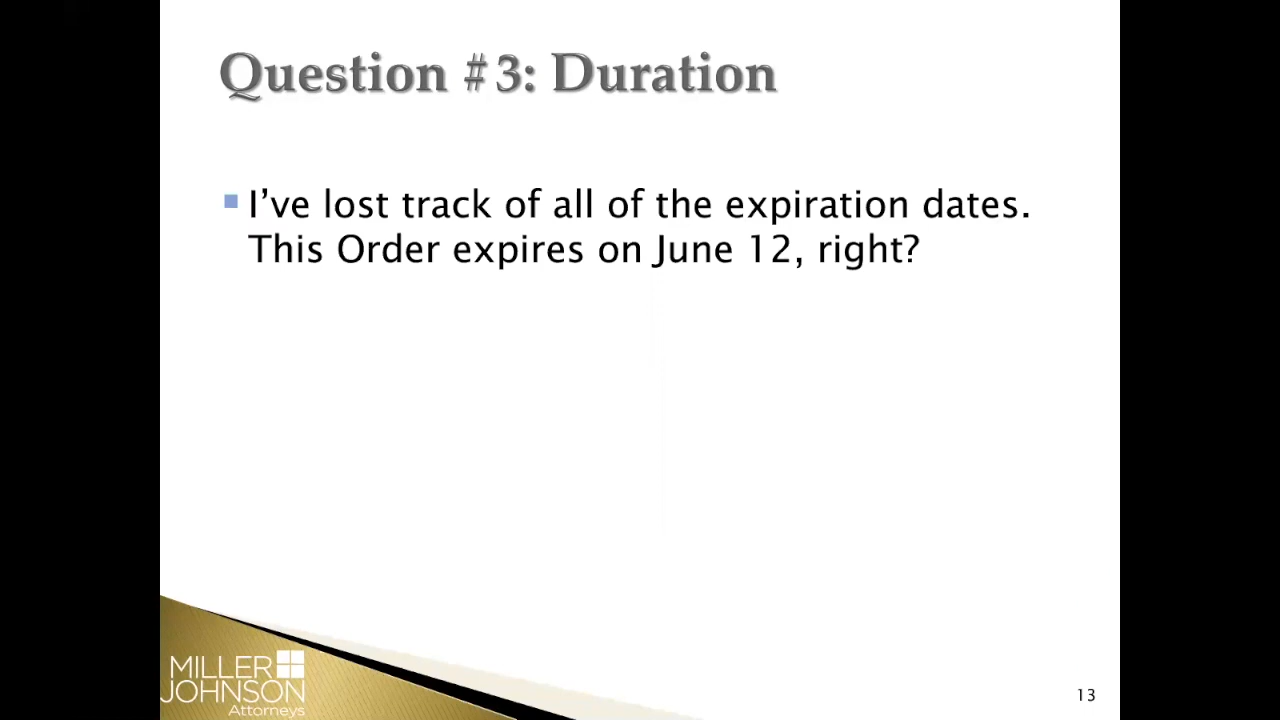 Question #3: Duration
I’ve lost track of all of the expiration dates.
This Order expires on June 12, right?
MILLER
JOHNSON
Attorneys
13